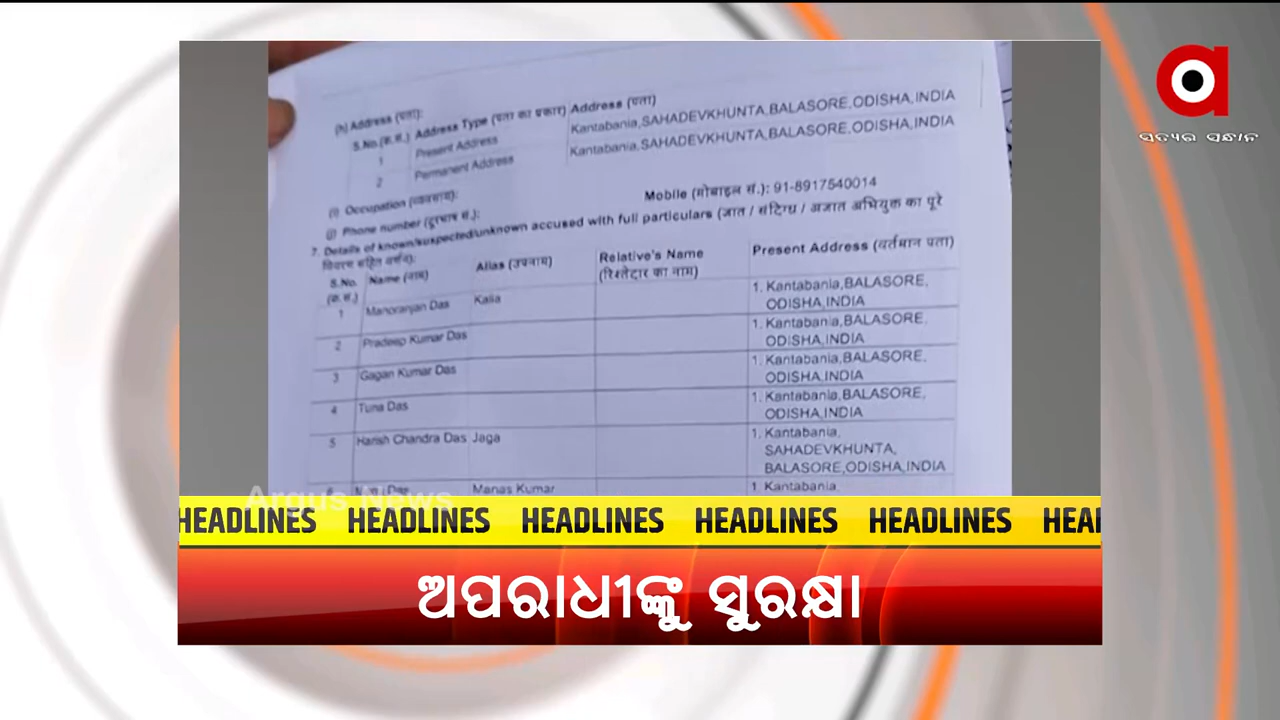 ସତ୍ୟର ସନ୍ଧାନ
(h) Address (पता):
S.No.(क्र.सं.) Address Type (पता का प्रकार) Address (पता)
1 Present Address Kantabania,SAHADEVKHUNTA,BALASORE,ODISHA,INDIA
2 Permanent Address Kantabania,SAHADEVKHUNTA,BALASORE,ODISHA,INDIA
(i) Occupation (व्यवसाय):
(j) Phone number (दूरभाष सं.): Mobile (मोबाइल सं.): 91-8917540014
7. Details of known/suspected/unknown accused with full particulars (ज्ञात / संदिग्ध / अज्ञात अभियुक्त का पूरे
विवरण सहित वर्णन):
S.No. (क्र.सं.) Name (नाम) Alias (उपनाम) Relative's Name (रिश्तेदार का नाम) Present Address (वर्तमान पता)
1 Manoranjan Das Kalia 1. Kantabania,BALASORE, ODISHA,INDIA
2 Pradeep Kumar Das 1. Kantabania,BALASORE, ODISHA,INDIA
3 Gagan Kumar Das 1. Kantabania,BALASORE, ODISHA,INDIA
4 Tuna Das 1. Kantabania,BALASORE, ODISHA,INDIA
5 Harish Chandra Das Jaga 1. Kantabania, SAHADEVKHUNTA, BALASORE,ODISHA,INDIA
Das Manas Kumar 1. Kantabania,
Argus News
HEADLINES HEADLINES HEADLINES HEADLINES HEADLINES HEAD
ଅପରାଧୀଙ୍କୁ ସୁରକ୍ଷା